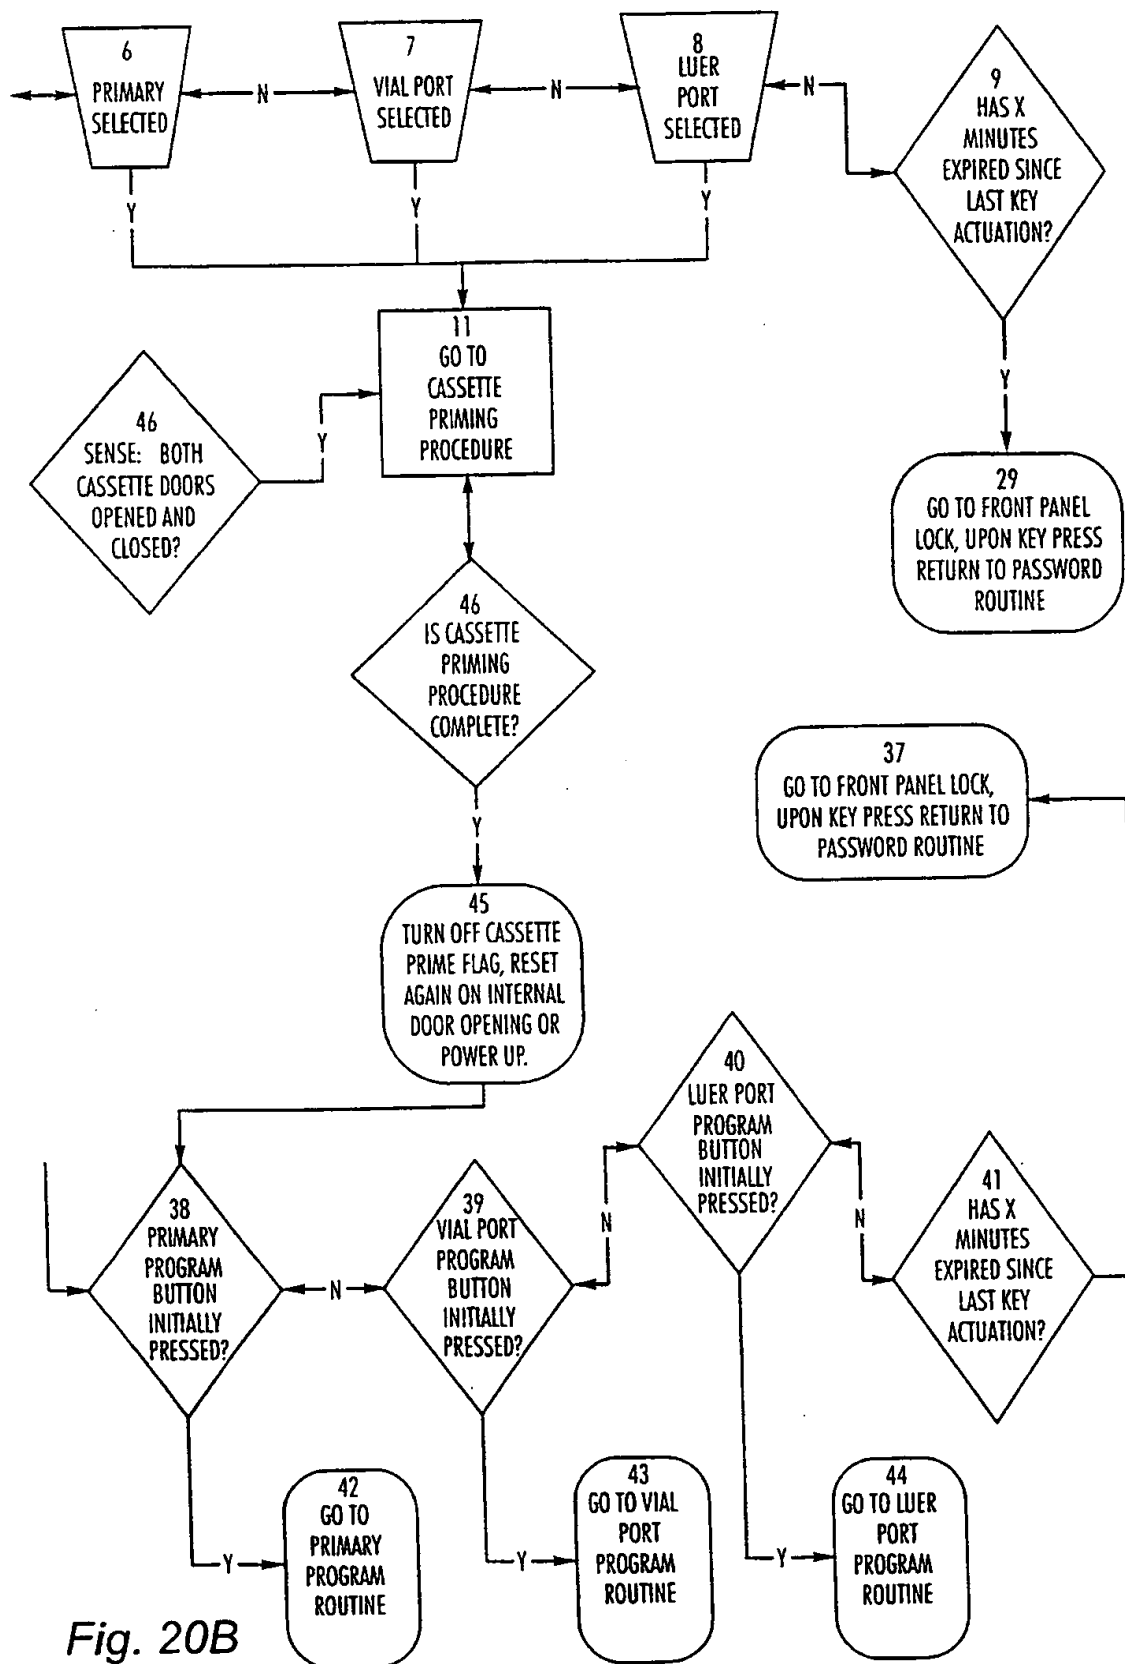 6
PRIMARY
SELECTED
N
7
VIAL PORT
SELECTED
N
8
LUER
PORT
SELECTED
N
9
HAS X
MINUTES
EXPIRED SINCE
LAST KEY
ACTUATION?
Y
Y
Y
11
GO TO
CASSETTE
PRIMING
PROCEDURE
Y
46
SENSE: BOTH
CASSETTE DOORS
OPENED AND
CLOSED?
Y
29
GO TO FRONT PANEL
LOCK, UPON KEY PRESS
RETURN TO PASSWORD
ROUTINE
46
IS CASSETTE
PRIMING
PROCEDURE
COMPLETE?
Y
37
GO TO FRONT PANEL LOCK,
UPON KEY PRESS RETURN TO
PASSWORD ROUTINE
45
TURN OFF CASSETTE
PRIME FLAG, RESET
AGAIN ON INTERNAL
DOOR OPENING OR
POWER UP.
38
PRIMARY
PROGRAM
BUTTON
INITIALLY
PRESSED?
N
39
VIAL PORT
PROGRAM
BUTTON
INITIALLY
PRESSED?
N
40
LUER PORT
PROGRAM
BUTTON
INITIALLY
PRESSED?
N
41
HAS X
MINUTES
EXPIRED SINCE
LAST KEY
ACTUATION?
Y
42
GO TO
PRIMARY
PROGRAM
ROUTINE
Y
43
GO TO VIAL
PORT
PROGRAM
ROUTINE
Y
44
GO TO LUER
PORT
PROGRAM
ROUTINE
Fig. 20B